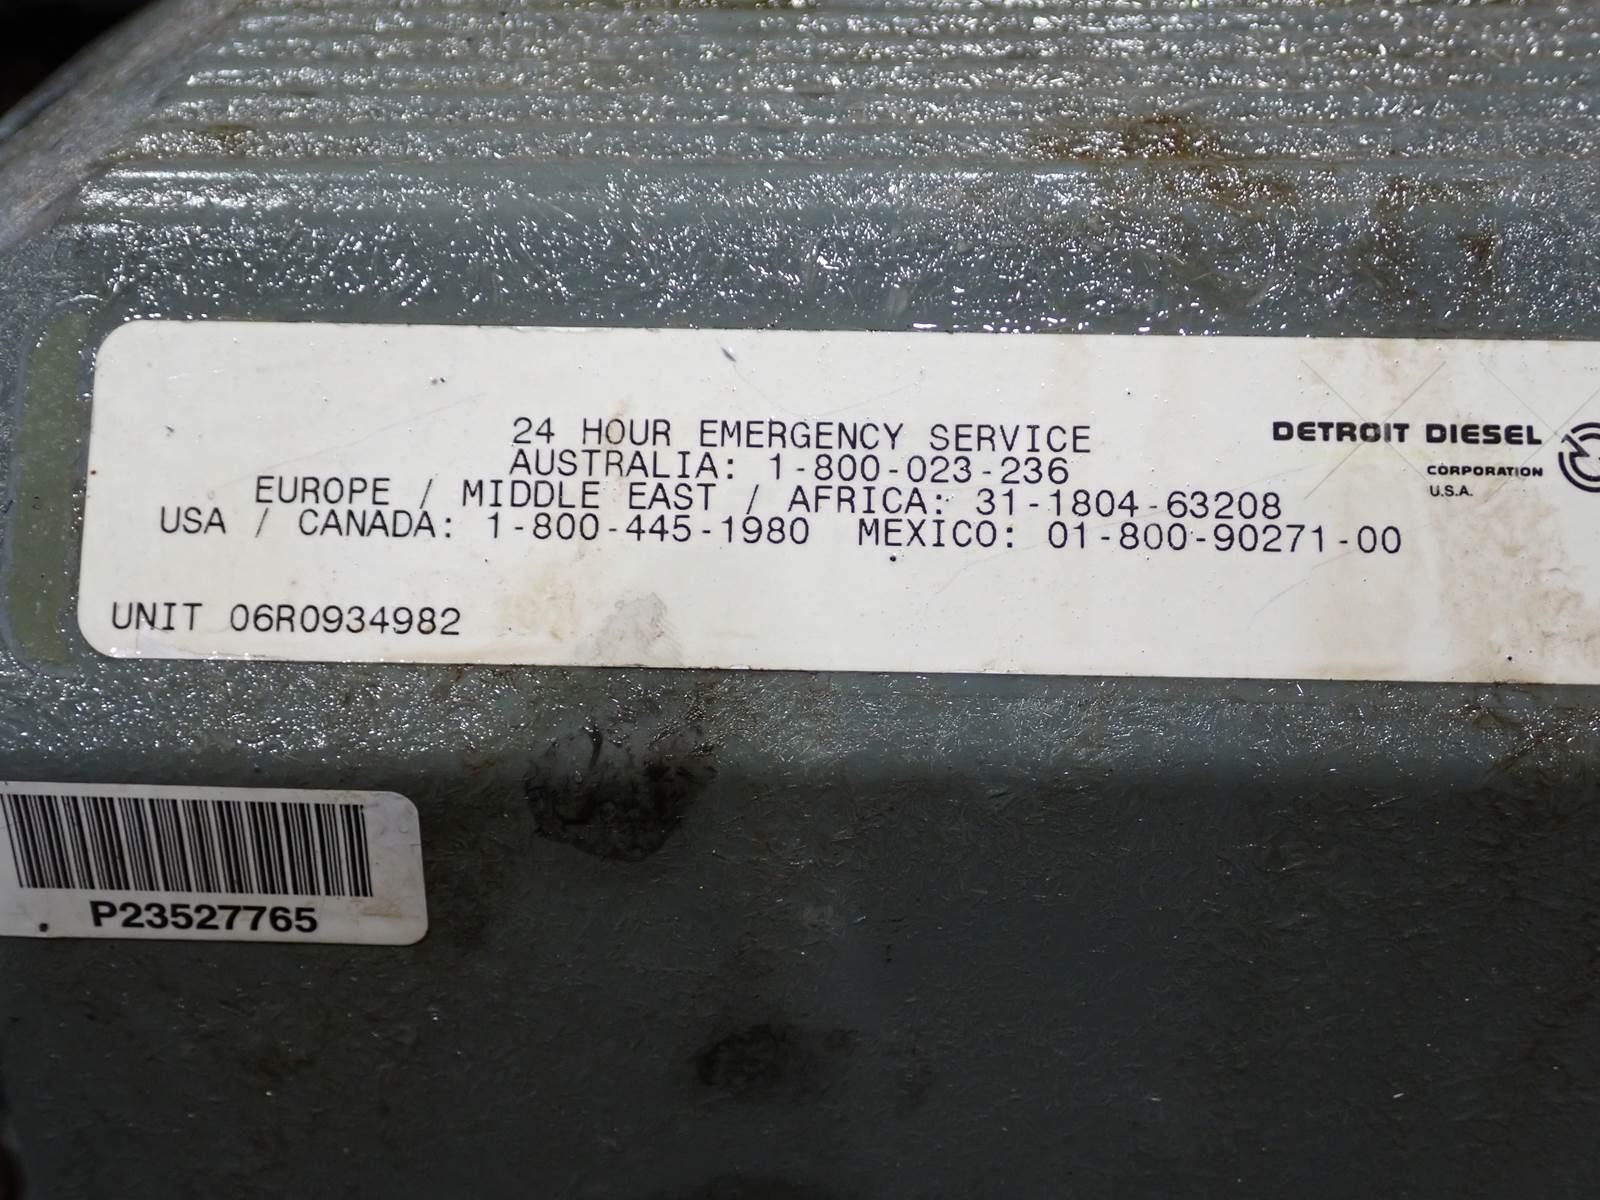 24 HOUR EMERGENCY SERVICE
AUSTRALIA: 1-800-023-236
EUROPE / MIDDLE EAST / AFRICA: 31-1804-63208
USA / CANADA: 1-800-445-1980 MEXICO: 01-800-90271-00
UNIT 06R0934982
DETROIT DIESEL
CORPORATION
U.S.A.
P23527765